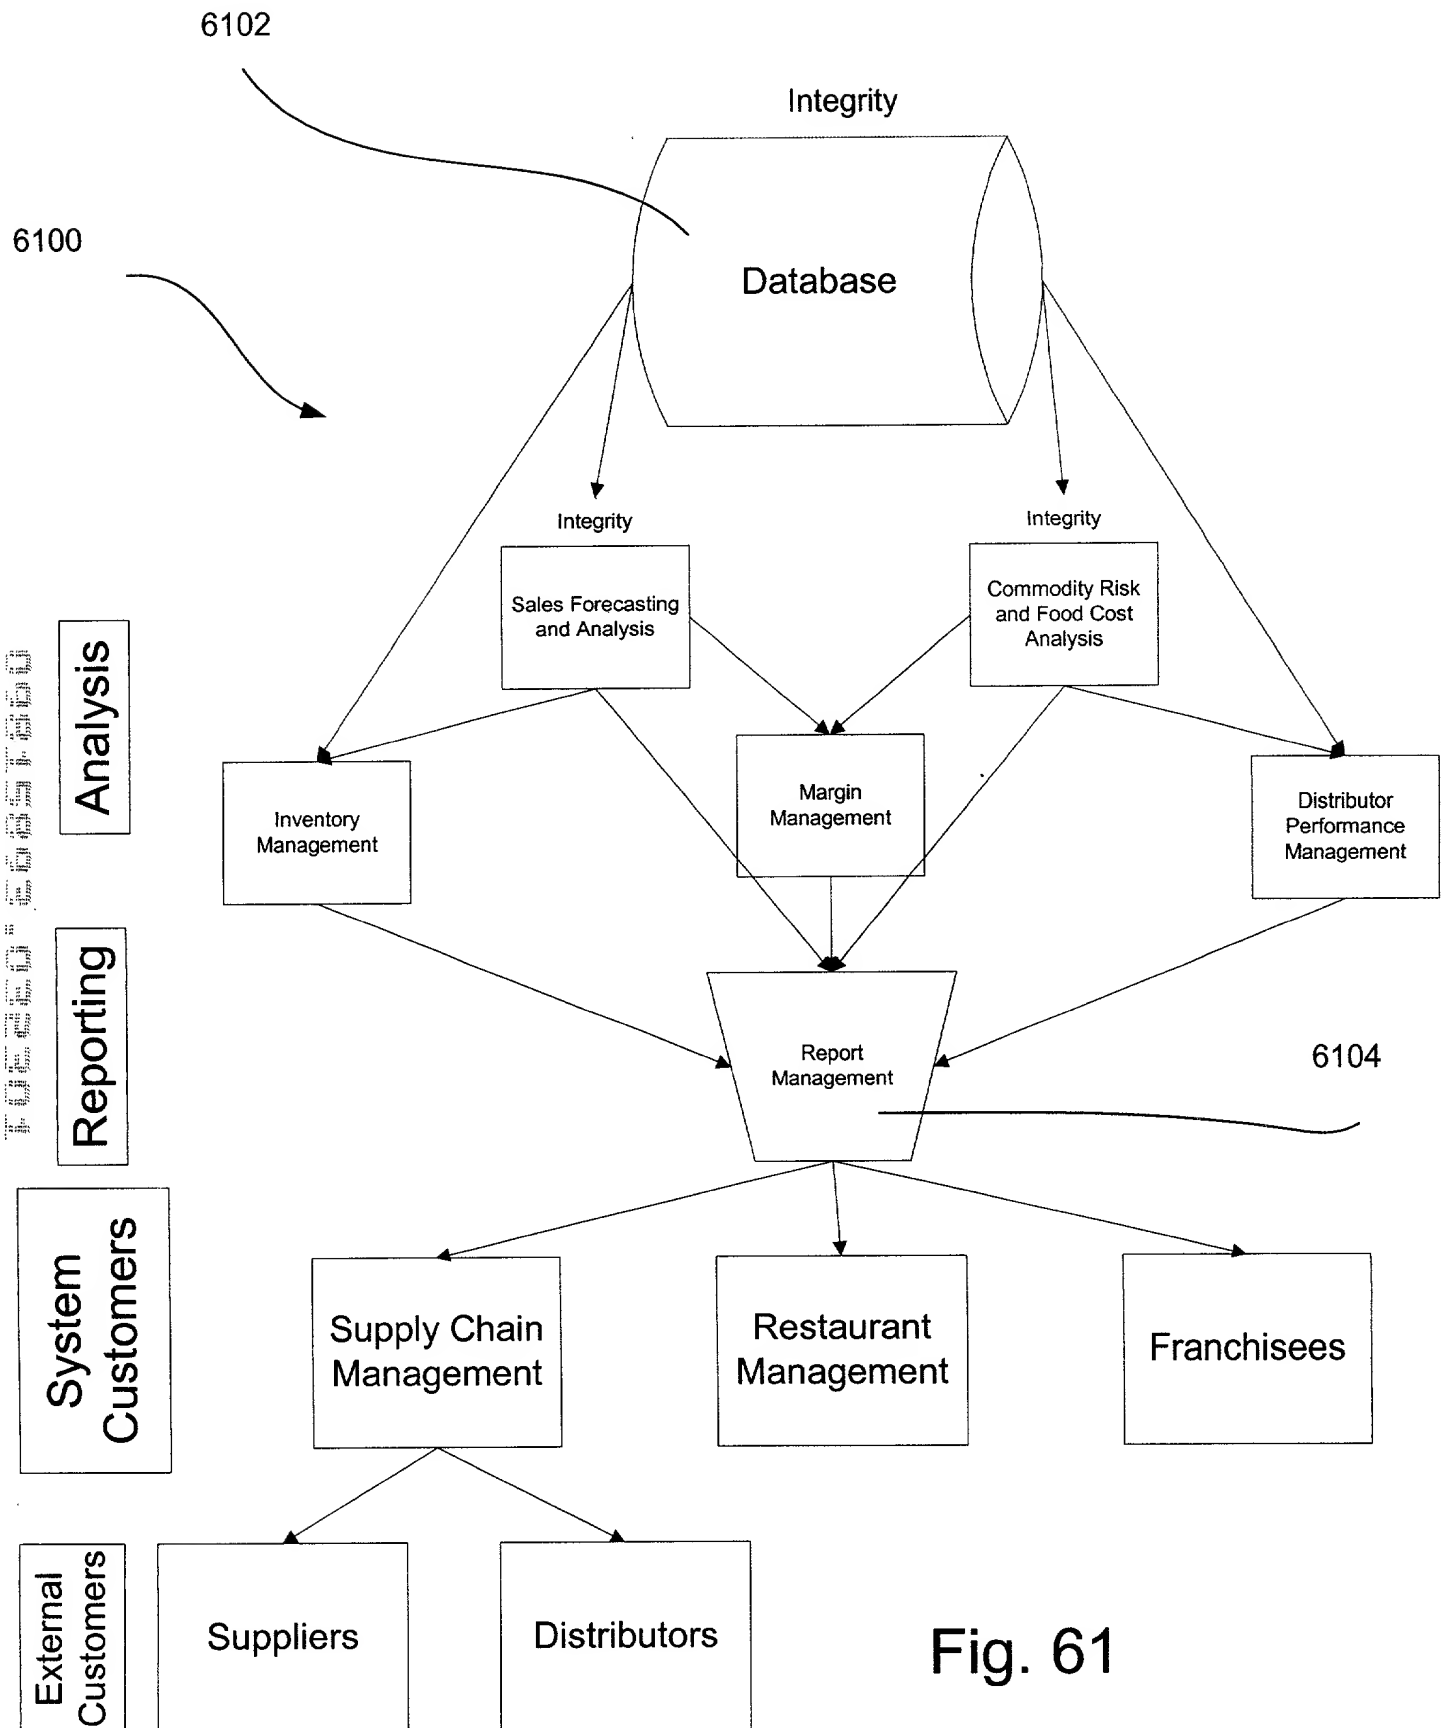 6102
Integrity
6100
Database
Integrity
Integrity
Sales Forecasting
and Analysis
Commodity Risk
and Food Cost
Analysis
Analysis
Inventory
Management
Margin
Management
Distributor
Performance
Management
Reporting
Report
Management
6104
System
Customers
Supply Chain
Management
Restaurant
Management
Franchisees
External
Customers
Suppliers
Distributors
Fig. 61